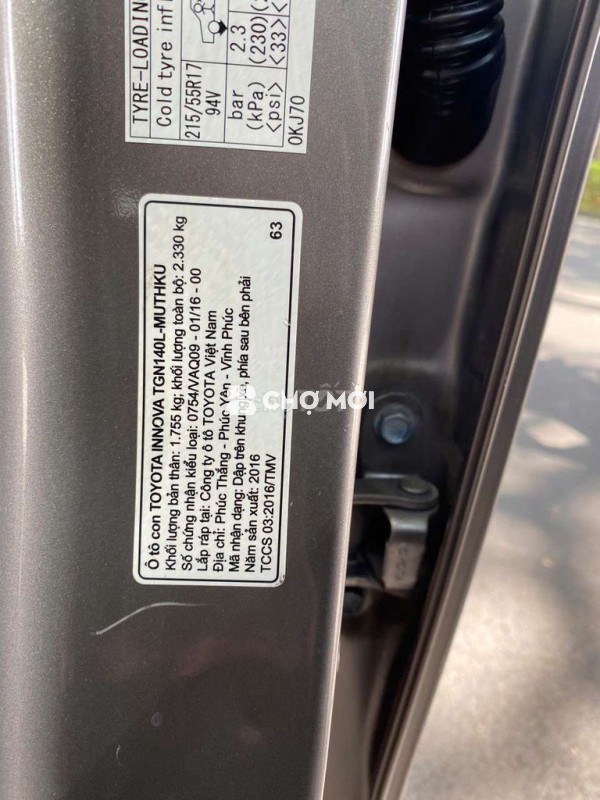 TYRE-LOADIN
Cold tyre infl
215/55R17
94V
bar 2.3
(kPa) (230)
<psi> <33>
0KJ70
Ô tô con TOYOTA INNOVA TGN140L-MUTHKU
Khối lượng bản thân: 1.755 kg; khối lượng toàn bộ: 2.330 kg
Số chứng nhận kiểu loại: 0754/VAQ09 - 01/16 - 00
Lắp ráp tại: Công ty ô tô TOYOTA Việt Nam
Địa chỉ: Phúc Thắng - Phúc Yên - Vĩnh Phúc
Mã nhận dạng: Dập trên khung xe, phía sau bên phải
Năm sản xuất: 2016
TCCS 03:2016/TMV
63
CHỢ MỚI